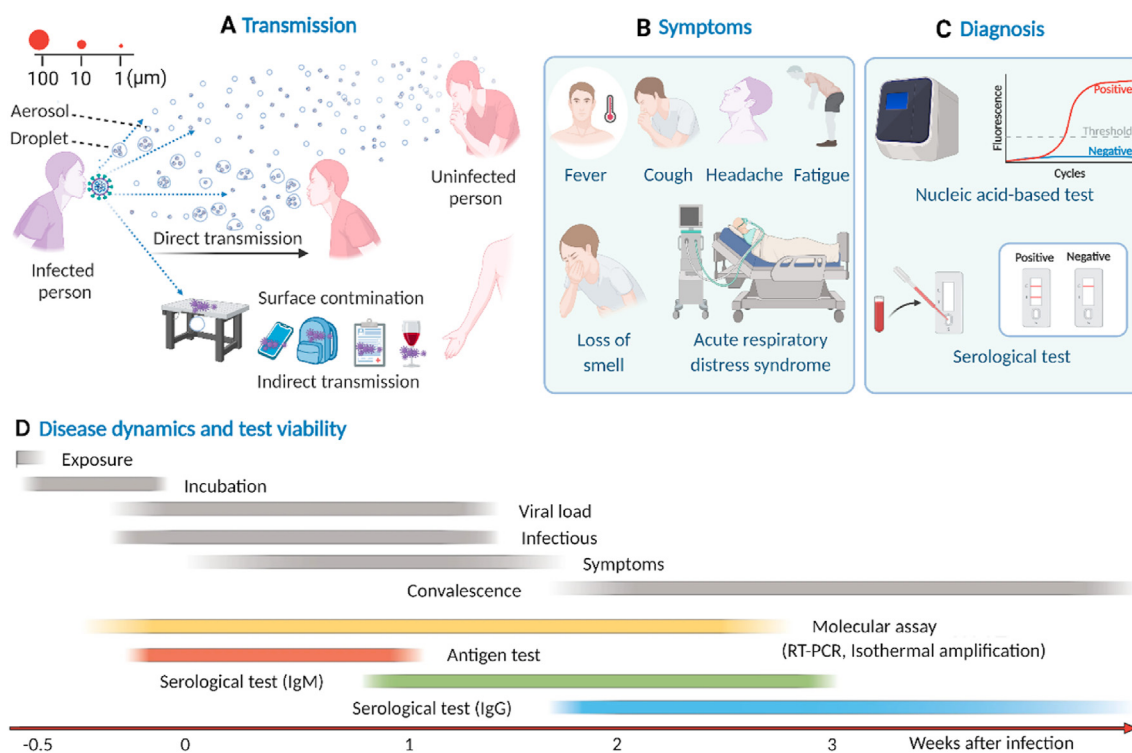 A Transmission
100 10 1 (μm)
Aerosol
Droplet
Infected
person
Direct transmission
Uninfected
person
Surface contmination
Indirect transmission
B Symptoms
Fever
Cough
Headache
Fatigue
Loss of
smell
Acute respiratory
distress syndrome
C Diagnosis
Fluorescence
Positive
Threshold
Negative
Cycles
Nucleic acid-based test
Positive
Negative
Serological test
D Disease dynamics and test viability
Exposure
Incubation
Viral load
Infectious
Symptoms
Convalescence
Molecular assay
(RT-PCR, Isothermal amplification)
Antigen test
Serological test (IgM)
Serological test (IgG)
-0.5 0 1 2 3 Weeks after infection